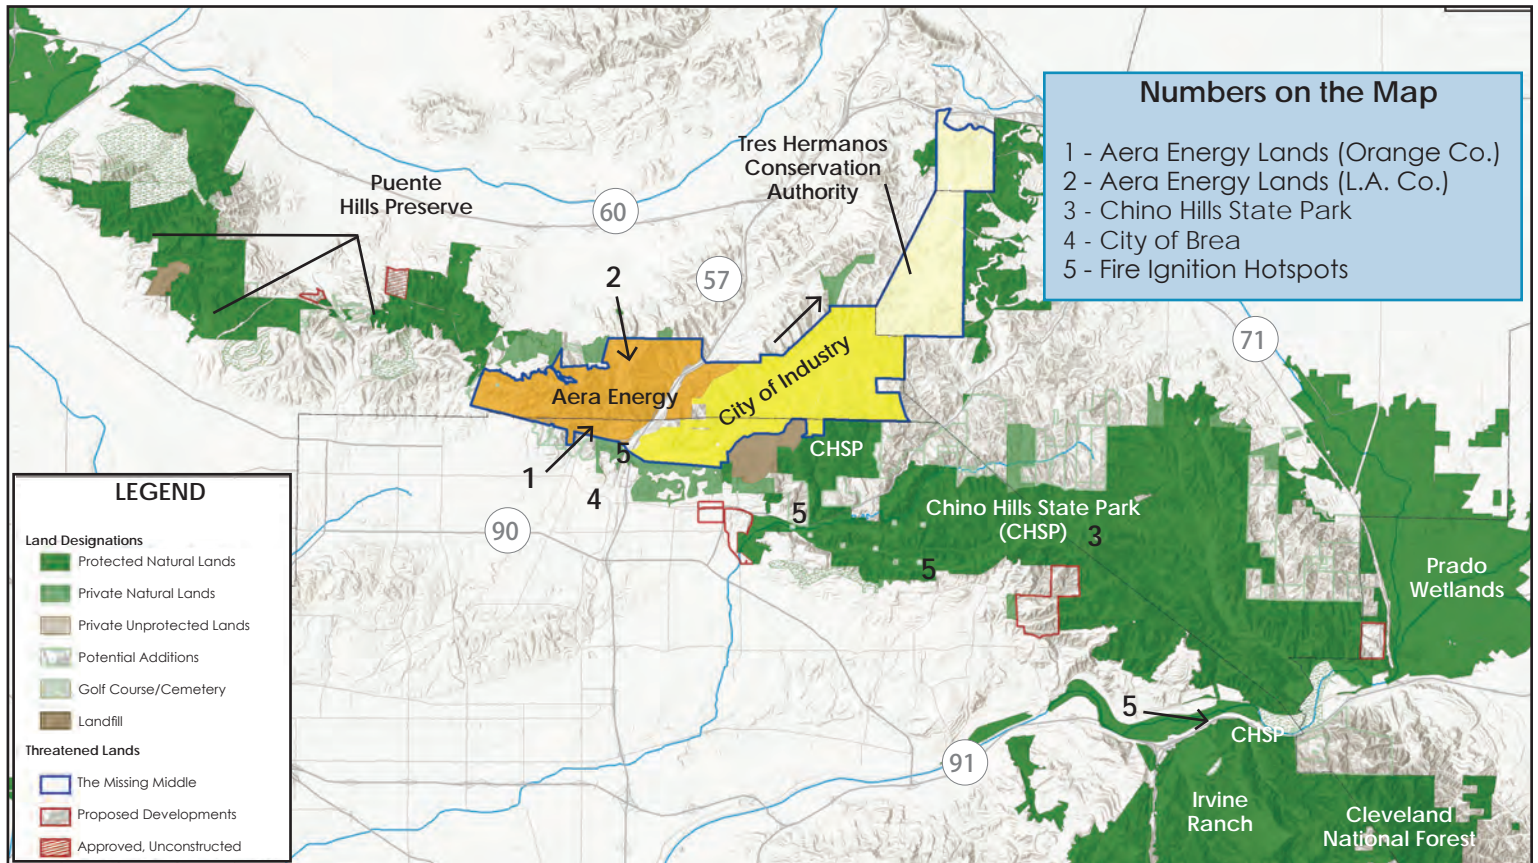 Numbers on the Map
1 - Aera Energy Lands (Orange Co.)
2 - Aera Energy Lands (L.A. Co.)
3 - Chino Hills State Park
4 - City of Brea
5 - Fire Ignition Hotspots
Tres Hermanos
Conservation
Authority
Puente
Hills Preserve
60
57
2
71
Aera Energy
City of Industry
CHSP
1
5
4
90
5
Chino Hills State Park
(CHSP)
3
5
Prado
Wetlands
5
CHSP
91
Irvine
Ranch
Cleveland
National Forest
LEGEND
Land Designations
Protected Natural Lands
Private Natural Lands
Private Unprotected Lands
Potential Additions
Golf Course/Cemetery
Landfill
Threatened Lands
The Missing Middle
Proposed Developments
Approved, Unconstructed